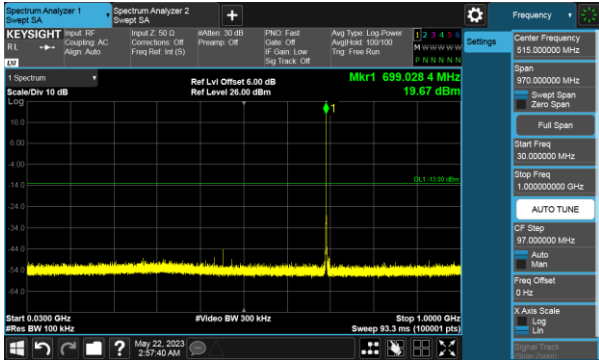 Spectrum Analyzer 1
Swept SA
Spectrum Analyzer 2
Swept SA
+
Frequency
KEYSIGHT
RL
Input: RF
Coupling: AC
Align: Auto
Input Z: 50 Ω
Corrections: Off
Freq Ref: Int (S)
#Atten: 30 dB
Preamp: Off
PNO: Fast
Gate: Off
IF Gain: Low
Sig Track: Off
Avg Type: Log-Power
Avg|Hold: 100/100
Trig: Free Run
1 2 3 4 5 6
M W W W W W
P N N N N N
Settings
Center Frequency
515.000000 MHz
Span
970.000000 MHz
Swept Span
Zero Span
Full Span
Start Freq
30.000000 MHz
Stop Freq
1.000000000 GHz
AUTO TUNE
CF Step
97.000000 MHz
Auto
Man
Freq Offset
0 Hz
X Axis Scale
Log
Lin
Signal Track
(Span Zoom)
1 Spectrum
Scale/Div 10 dB
Log
Ref Lvl Offset 6.00 dB
Ref Level 26.00 dBm
Mkr1 699.028 4 MHz
19.67 dBm
1
16.0
6.00
-4.00
-14.0
DL1 -13.00 dBm
-24.0
-34.0
-44.0
-54.0
-64.0
Start 0.0300 GHz
#Res BW 100 kHz
#Video BW 300 kHz
Stop 1.0000 GHz
Sweep 93.3 ms (100001 pts)
?
May 22, 2023
2:57:40 AM